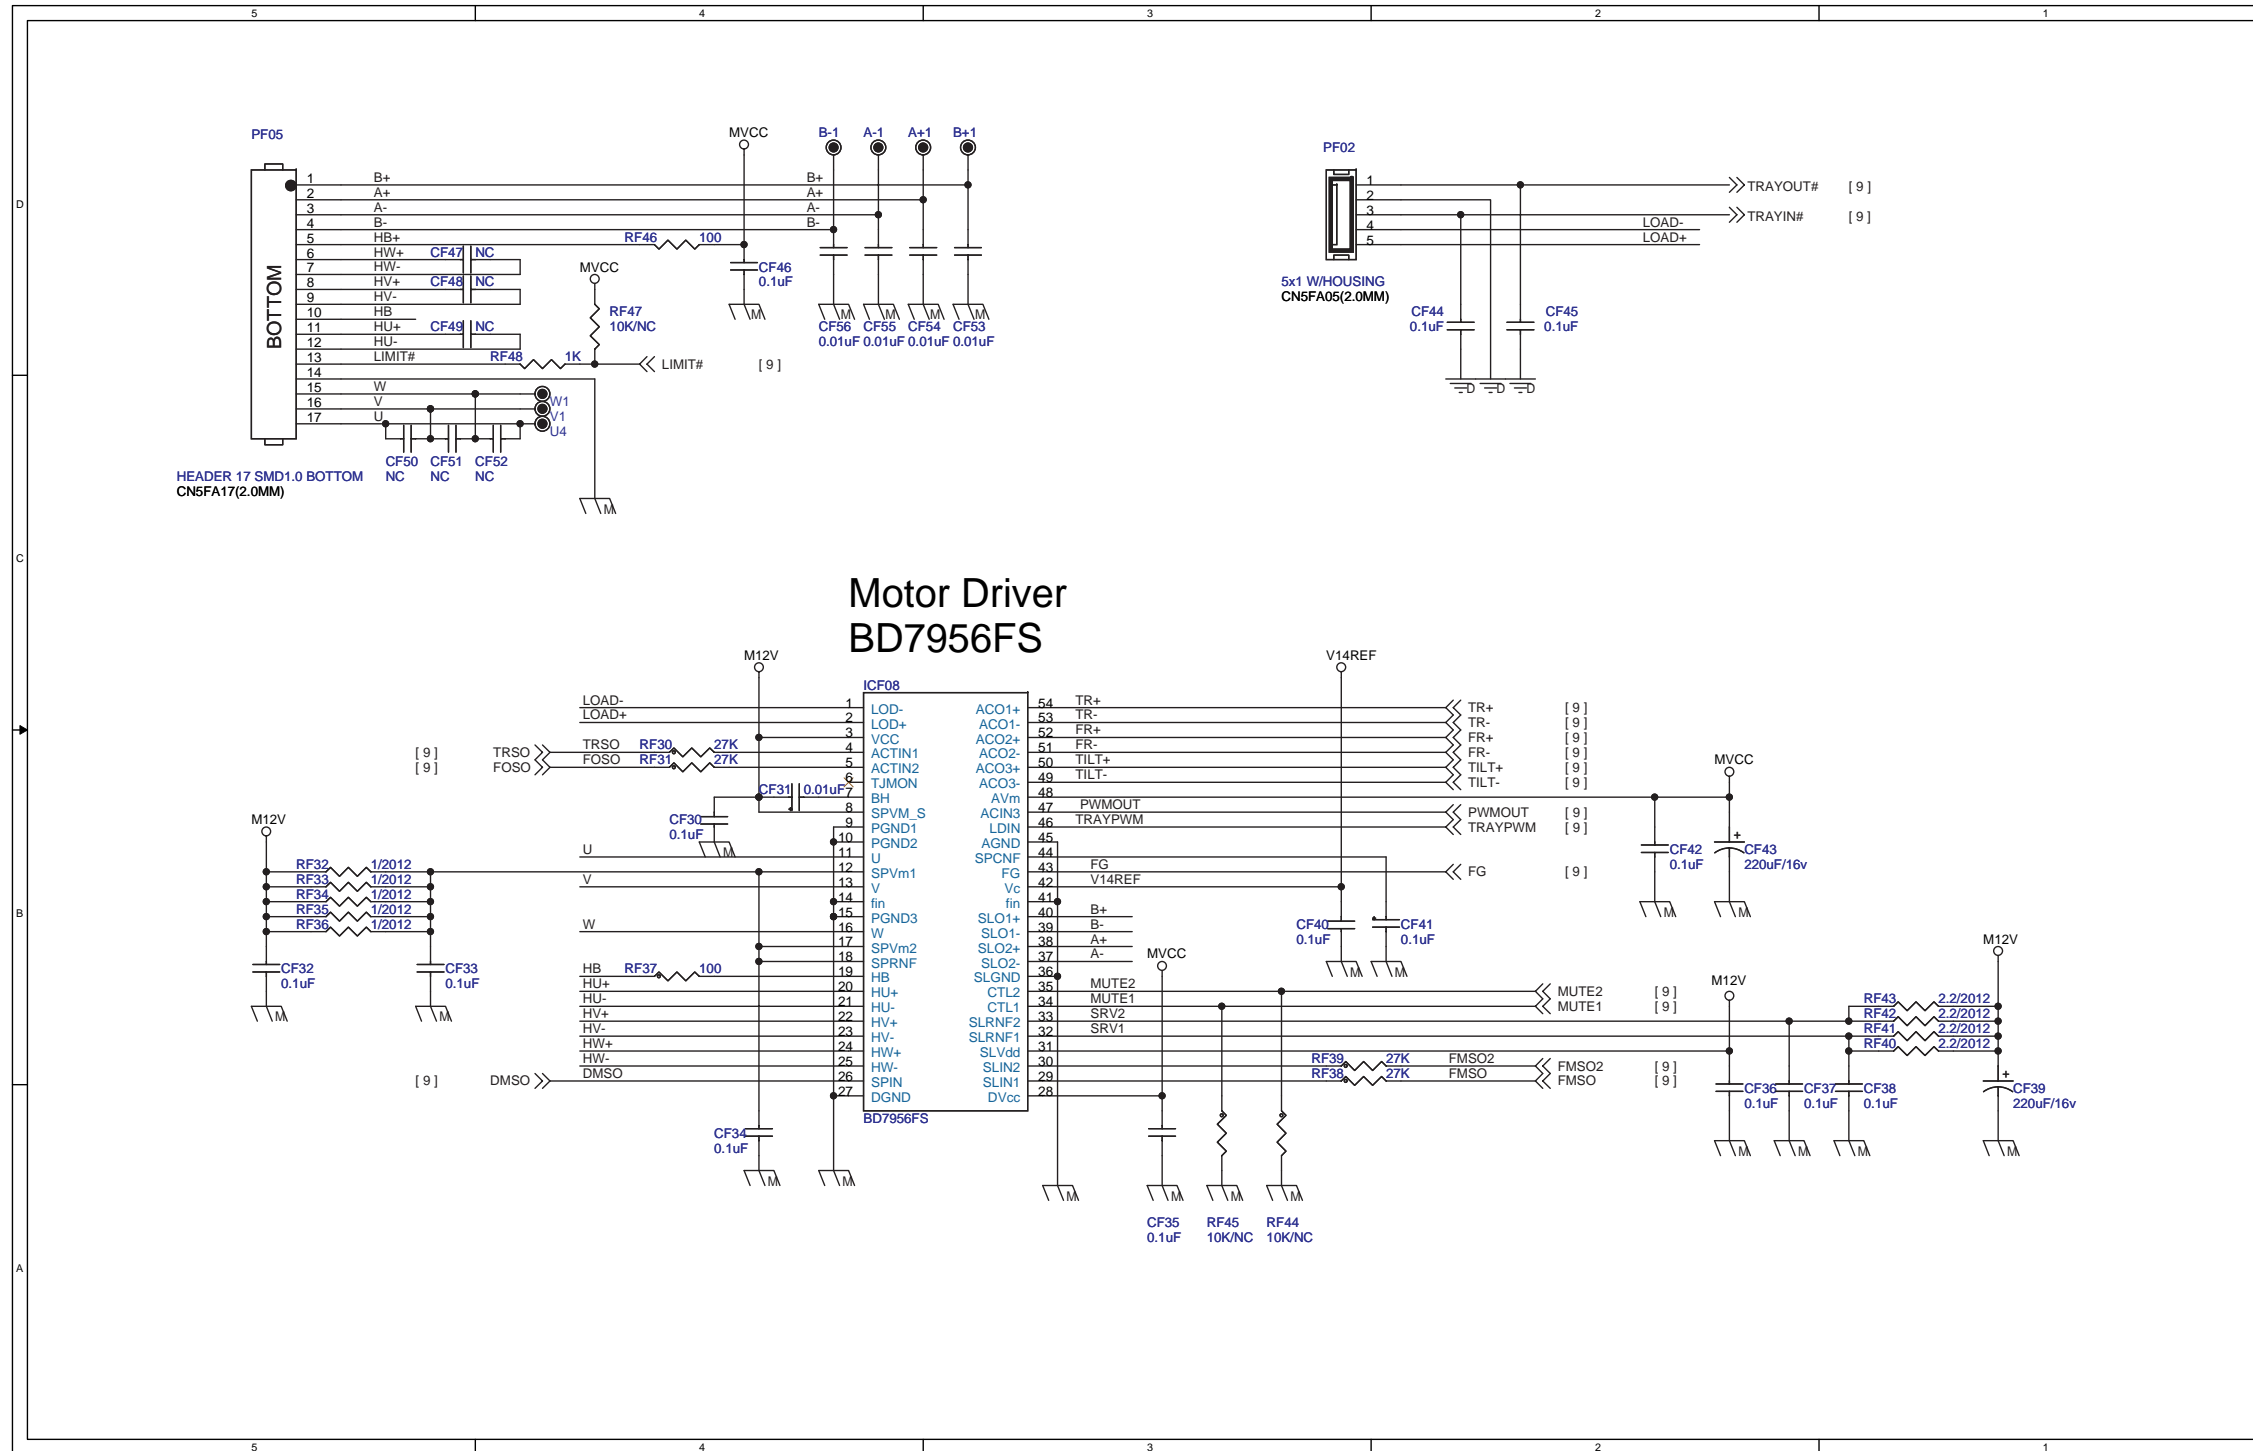 5 4 3 2 1
D
C
B
A
PF05
BOTTOM
1 B+
2 A+
3 A-
4 B-
5 HB+
6 HW+
7 HW-
8 HV+
9 HV-
10 HB
11 HU+
12 HU-
13 LIMIT#
14
15 W
16 V
17 U
HEADER 17 SMD1.0 BOTTOM
CN5FA17(2.0MM)
CF47 NC
CF48 NC
CF49 NC
RF46 100
RF48 1K
CF50
NC
CF51
NC
CF52
NC
W1
V1
U4
M
MVCC
RF47
10K/NC
LIMIT# [ 9 ]
MVCC
CF46
0.1uF
M
B-1 A-1 A+1 B+1
B+
A+
A-
B-
M M M M
CF56 CF55 CF54 CF53
0.01uF 0.01uF 0.01uF 0.01uF
PF02
1
2
3
4
5
5x1 W/HOUSING
CN5FA05(2.0MM)
TRAYOUT# [ 9 ]
TRAYIN# [ 9 ]
LOAD-
LOAD+
CF44
0.1uF
CF45
0.1uF
D D D
Motor Driver
BD7956FS
M12V
V14REF
ICF08
LOAD- 1 LOD-
LOAD+ 2 LOD+
3 VCC
[ 9 ] TRSO TRSO RF30 27K 4 ACTIN1
[ 9 ] FOSO FOSO RF31 27K 5 ACTIN2
6 TJMON
CF31 0.01uF 7 BH
8 SPVM_S
9 PGND1
10 PGND2
U 11 U
12 SPVm1
V 13 V
14 fin
15 PGND3
W 16 W
17 SPVm2
18 SPRNF
HB RF37 100 19 HB
HU+ 20 HU+
HU- 21 HU-
HV+ 22 HV+
HV- 23 HV-
HW+ 24 HW+
HW- 25 HW-
[ 9 ] DMSO DMSO 26 SPIN
27 DGND
BD7956FS
CF30
0.1uF
M
M12V
RF32 1/2012
RF33 1/2012
RF34 1/2012
RF35 1/2012
RF36 1/2012
CF32
0.1uF
M
CF33
0.1uF
M
CF34
0.1uF
M
M
ACO1+ 54 TR+ TR+ [ 9 ]
ACO1- 53 TR- TR- [ 9 ]
ACO2+ 52 FR+ FR+ [ 9 ]
ACO2- 51 FR- FR- [ 9 ]
ACO3+ 50 TILT+ TILT+ [ 9 ]
ACO3- 49 TILT- TILT- [ 9 ]
AVm 48
ACIN3 47 PWMOUT PWMOUT [ 9 ]
LDIN 46 TRAYPWM TRAYPWM [ 9 ]
AGND 45
SPCNF 44
FG 43 FG FG [ 9 ]
Vc 42 V14REF
fin 41
SLO1+ 40 B+
SLO1- 39 B-
SLO2+ 38 A+
SLO2- 37 A-
SLGND 36
CTL2 35 MUTE2 MUTE2 [ 9 ]
CTL1 34 MUTE1 MUTE1 [ 9 ]
SLRNF2 33 SRV2
SLRNF1 32 SRV1
SLVdd 31
SLIN2 30 RF39 27K FMSO2 FMSO2 [ 9 ]
SLIN1 29 RF38 27K FMSO FMSO [ 9 ]
DVcc 28
MVCC
CF42
0.1uF
M
+
CF43
220uF/16v
M
CF40
0.1uF
M
CF41
0.1uF
M
MVCC
M
M M M
CF35
0.1uF
RF45
10K/NC
RF44
10K/NC
M12V
CF36
0.1uF
M
CF37
0.1uF
M
CF38
0.1uF
M
M12V
RF43 2.2/2012
RF42 2.2/2012
RF41 2.2/2012
RF40 2.2/2012
+
CF39
220uF/16v
M
5 4 3 2 1